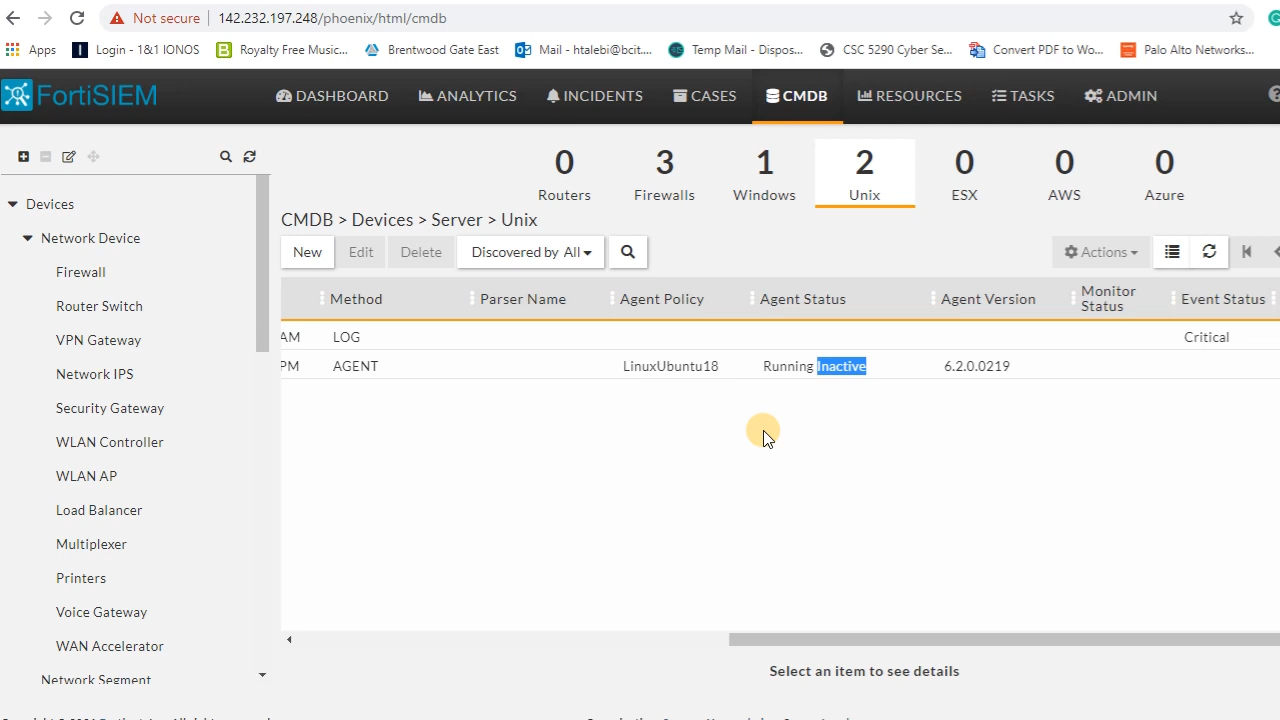 Not secure | 142.232.197.248/phoenix/html/cmdb
Apps Login - 1&1 IONOS Royalty Free Music... Brentwood Gate East Mail - htalebi@bcit.... Temp Mail - Dispos... CSC 5290 Cyber Se... Convert PDF to Wo... Palo Alto Networks...
FortiSIEM DASHBOARD ANALYTICS INCIDENTS CASES CMDB RESOURCES TASKS ADMIN
0 3 1 2 0 0 0
Routers Firewalls Windows Unix ESX AWS Azure
Devices
Network Device
Firewall
Router Switch
VPN Gateway
Network IPS
Security Gateway
WLAN Controller
WLAN AP
Load Balancer
Multiplexer
Printers
Voice Gateway
WAN Accelerator
Network Segment
CMDB > Devices > Server > Unix
New Edit Delete Discovered by All Actions
Method Parser Name Agent Policy Agent Status Agent Version Monitor Status Event Status
AM LOG Critical
PM AGENT LinuxUbuntu18 Running Inactive 6.2.0.0219
Select an item to see details